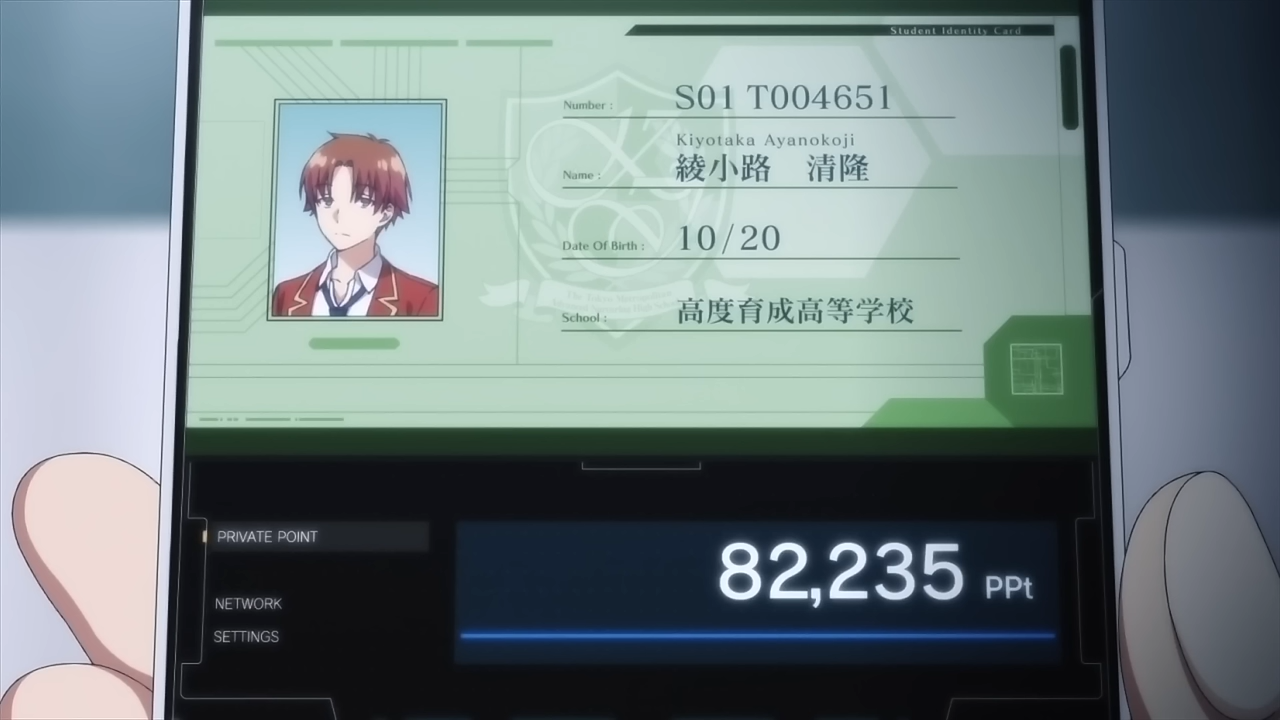 Student Identity Card
Number : S01 T004651
Kiyotaka Ayanokoji
Name : 綾小路 清隆
Date Of Birth : 10/20
School : 高度育成高等学校
PRIVATE POINT
82,235 PPt
NETWORK
SETTINGS